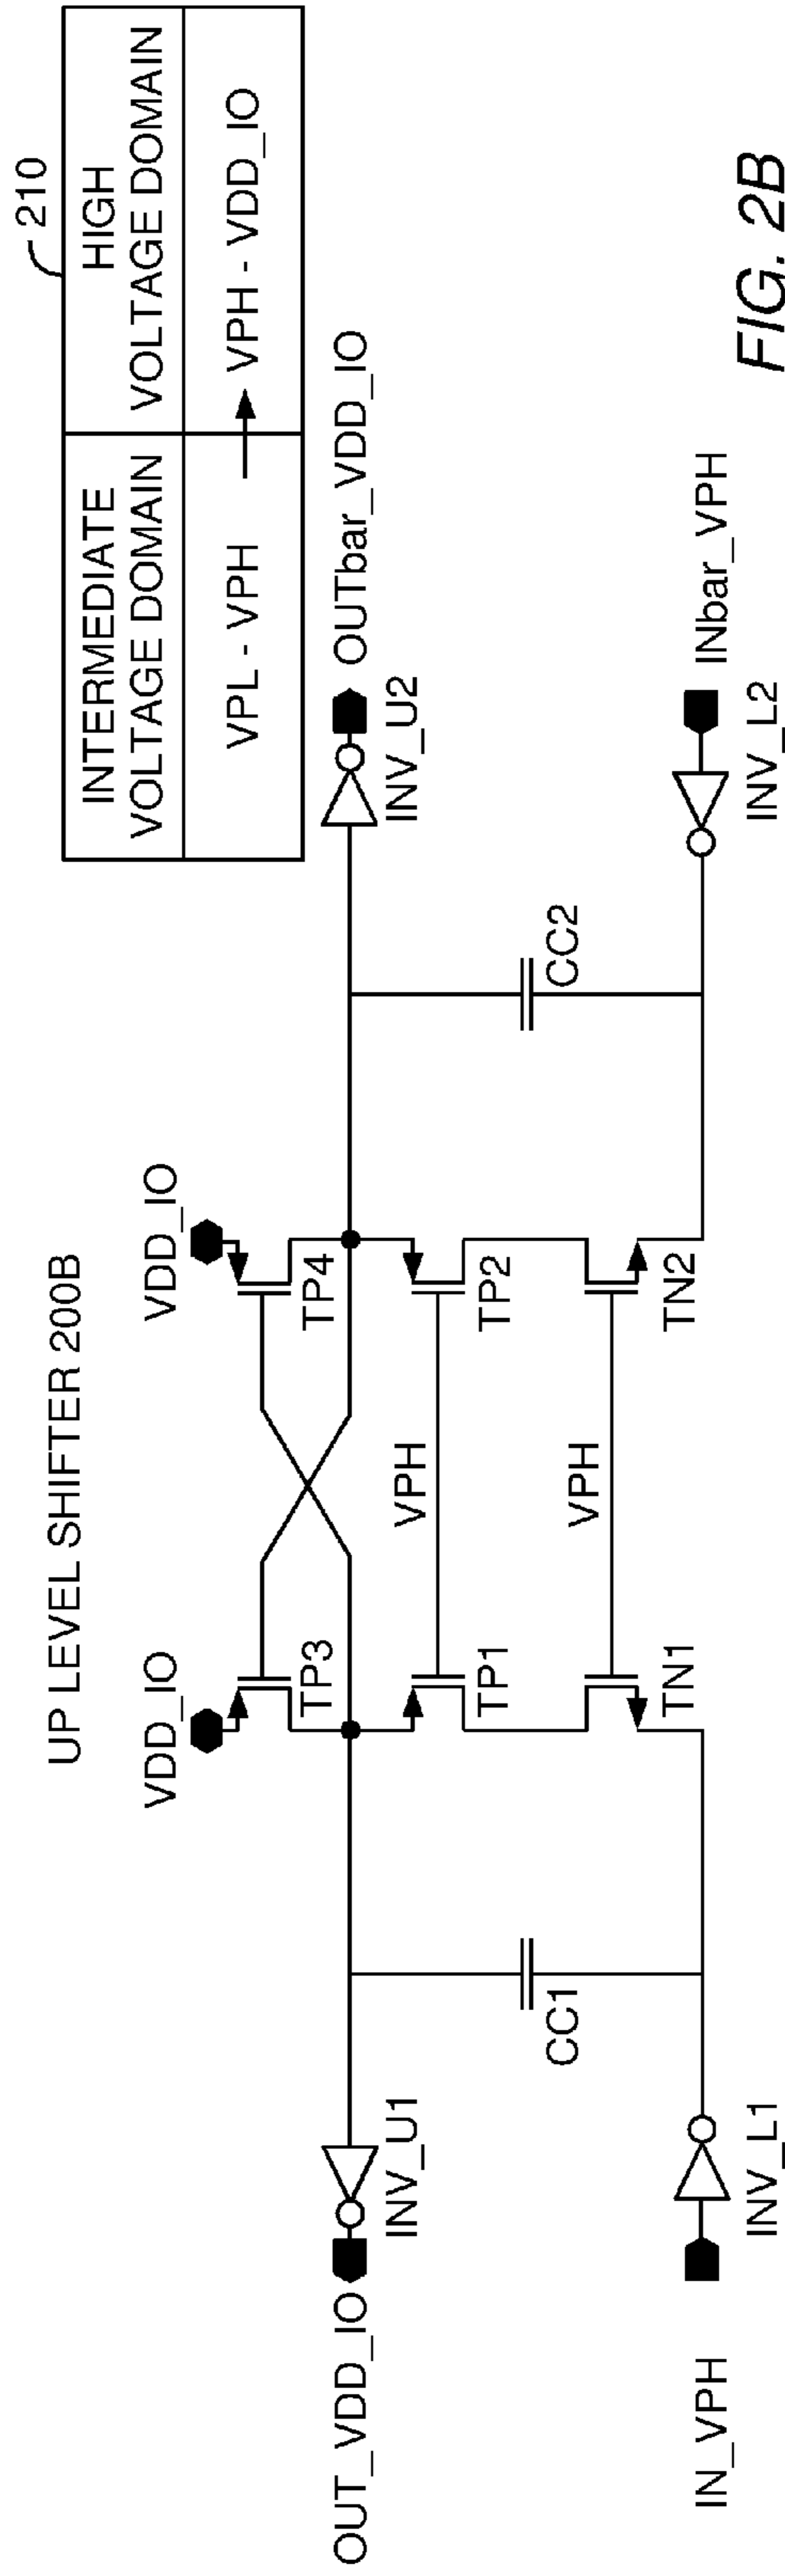 UP LEVEL SHIFTER 200B
210
INTERMEDIATE
VOLTAGE DOMAIN
HIGH
VOLTAGE DOMAIN
VPL - VPH
VPH - VDD_IO
VDD_IO
VDD_IO
TP3
TP4
OUT_VDD_IO
INV_U1
INV_U2
OUTbar_VDD_IO
VPH
TP1
TP2
CC1
CC2
VPH
TN1
TN2
IN_VPH
INV_L1
INV_L2
INbar_VPH
FIG. 2B